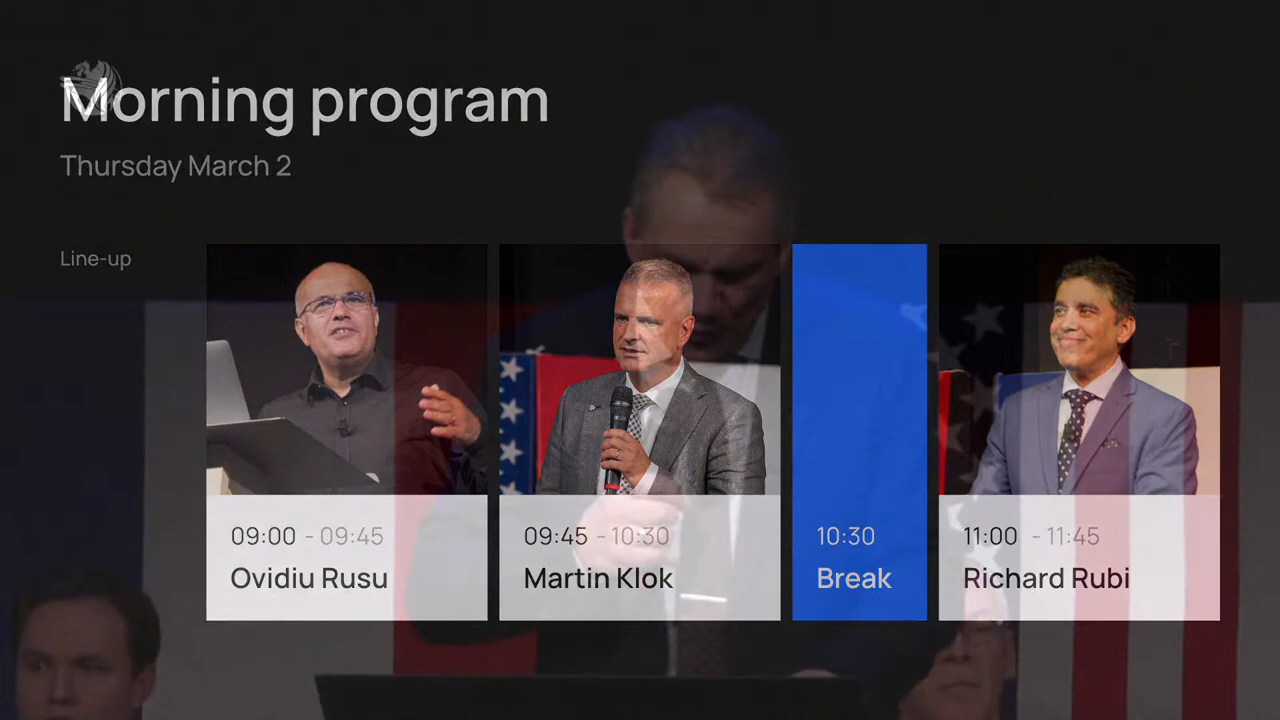 Morning program
Thursday March 2
Line-up
09:00 - 09:45
Ovidiu Rusu
09:45 - 10:30
Martin Klok
10:30
Break
11:00 - 11:45
Richard Rubi